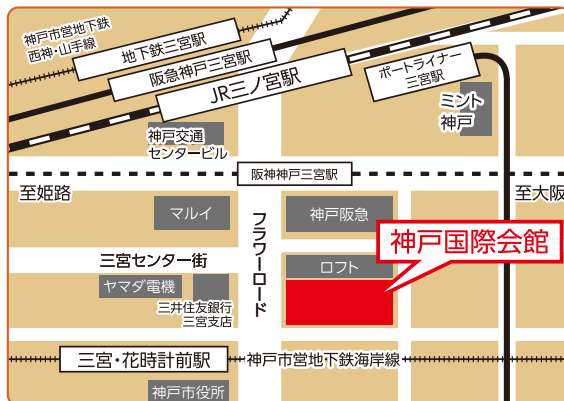 神戸市営地下鉄
西神・山手線
地下鉄三宮駅
阪急神戸三宮駅
JR三ノ宮駅
ポートライナー
三宮駅
ミント
神戸
神戸交通
センタービル
阪神神戸三宮駅
至姫路
至大阪
マルイ
フラワーロード
神戸阪急
神戸国際会館
三宮センター街
ロフト
ヤマダ電機
三井住友銀行
三宮支店
三宮・花時計前駅
神戸市営地下鉄海岸線
神戸市役所